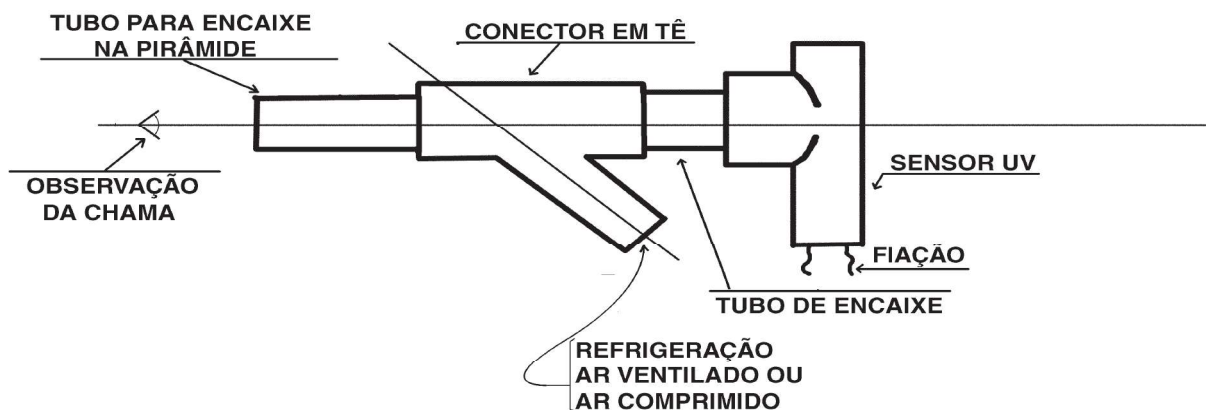 TUBO PARA ENCAIXE
NA PIRÂMIDE
CONECTOR EM TÊ
OBSERVAÇÃO
DA CHAMA
SENSOR UV
FIAÇÃO
TUBO DE ENCAIXE
REFRIGERAÇÃO
AR VENTILADO OU
AR COMPRIMIDO